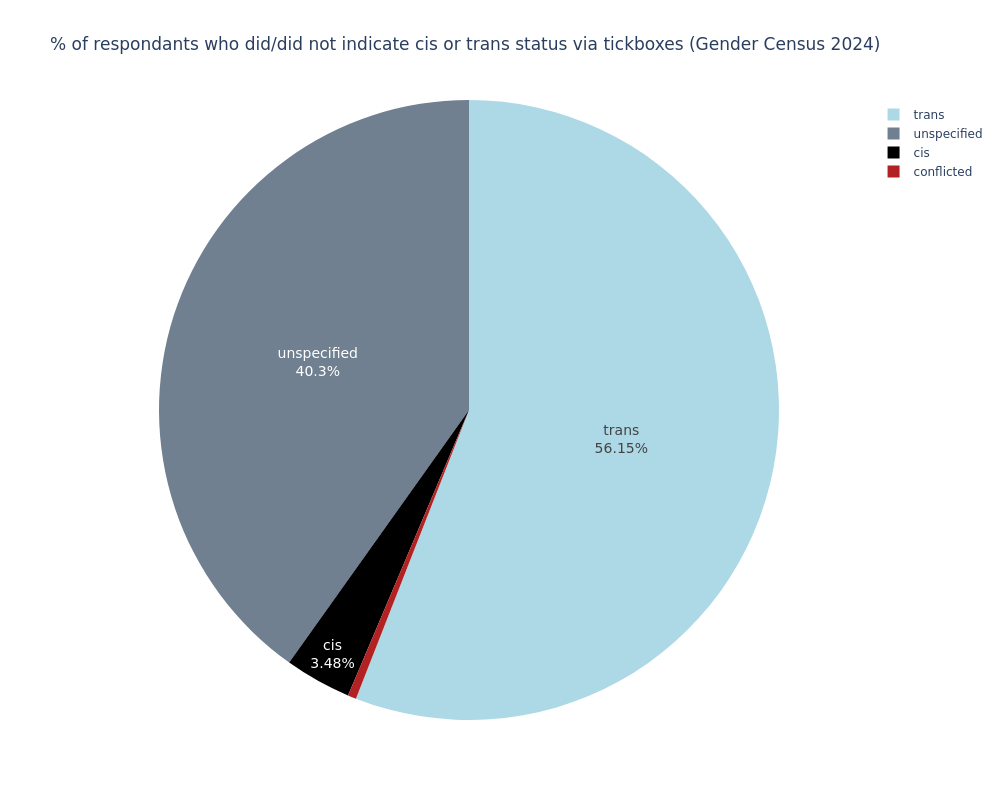 % of respondants who did/did not indicate cis or trans status via tickboxes (Gender Census 2024)
trans
unspecified
cis
conflicted
unspecified
40.3%
trans
56.15%
cis
3.48%